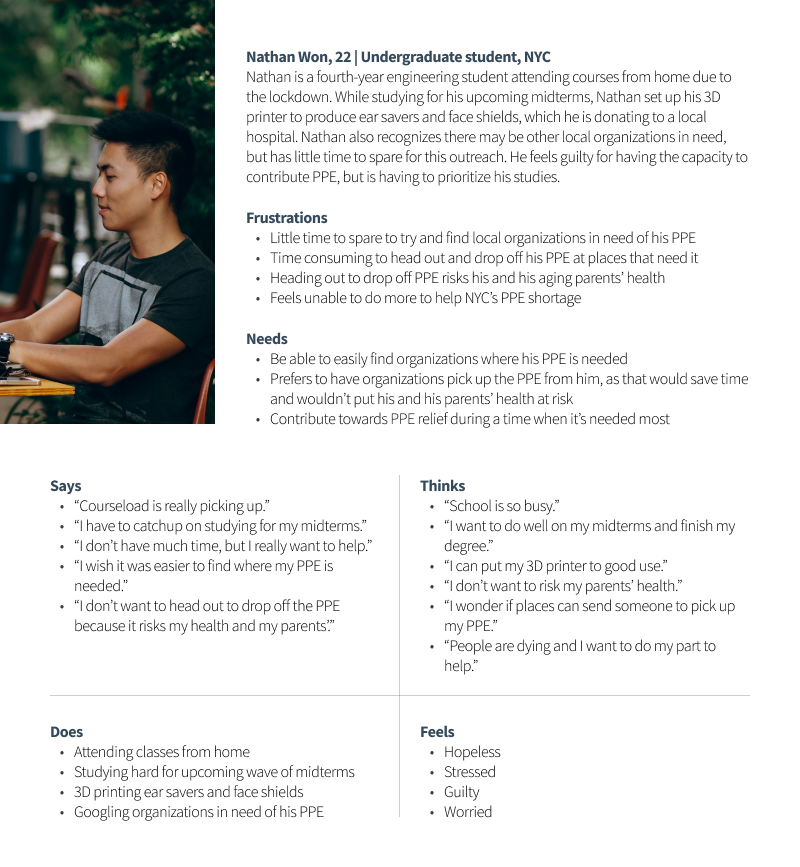 Nathan Won, 22 | Undergraduate student, NYC
Nathan is a fourth-year engineering student attending courses from home due to
the lockdown. While studying for his upcoming midterms, Nathan set up his 3D
printer to produce ear savers and face shields, which he is donating to a local
hospital. Nathan also recognizes there may be other local organizations in need,
but has little time to spare for this outreach. He feels guilty for having the capacity to
contribute PPE, but is having to prioritize his studies.
Frustrations
• Little time to spare to try and find local organizations in need of his PPE
• Time consuming to head out and drop off his PPE at places that need it
• Heading out to drop off PPE risks his and his aging parents’ health
• Feels unable to do more to help NYC’s PPE shortage
Needs
• Be able to easily find organizations where his PPE is needed
• Prefers to have organizations pick up the PPE from him, as that would save time
and wouldn’t put his and his parents’ health at risk
• Contribute towards PPE relief during a time when it’s needed most
Says
• “Courseload is really picking up.”
• “I have to catchup on studying for my midterms.”
• “I don’t have much time, but I really want to help.”
• “I wish it was easier to find where my PPE is
needed.”
• “I don’t want to head out to drop off the PPE
because it risks my health and my parents’.”
Thinks
• “School is so busy.”
• “I want to do well on my midterms and finish my
degree.”
• “I can put my 3D printer to good use.”
• “I don’t want to risk my parents’ health.”
• “I wonder if places can send someone to pick up
my PPE.”
• “People are dying and I want to do my part to
help.”
Does
• Attending classes from home
• Studying hard for upcoming wave of midterms
• 3D printing ear savers and face shields
• Googling organizations in need of his PPE
Feels
• Hopeless
• Stressed
• Guilty
• Worried